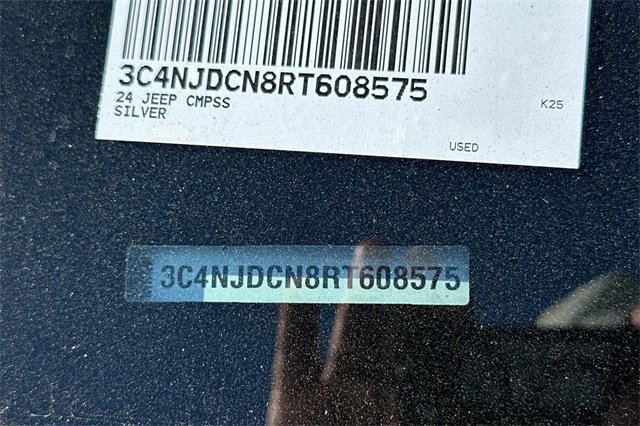 3C4NJDCN8RT608575
24 JEEP CMPSS K25
SILVER
USED
3C4NJDCN8RT608575